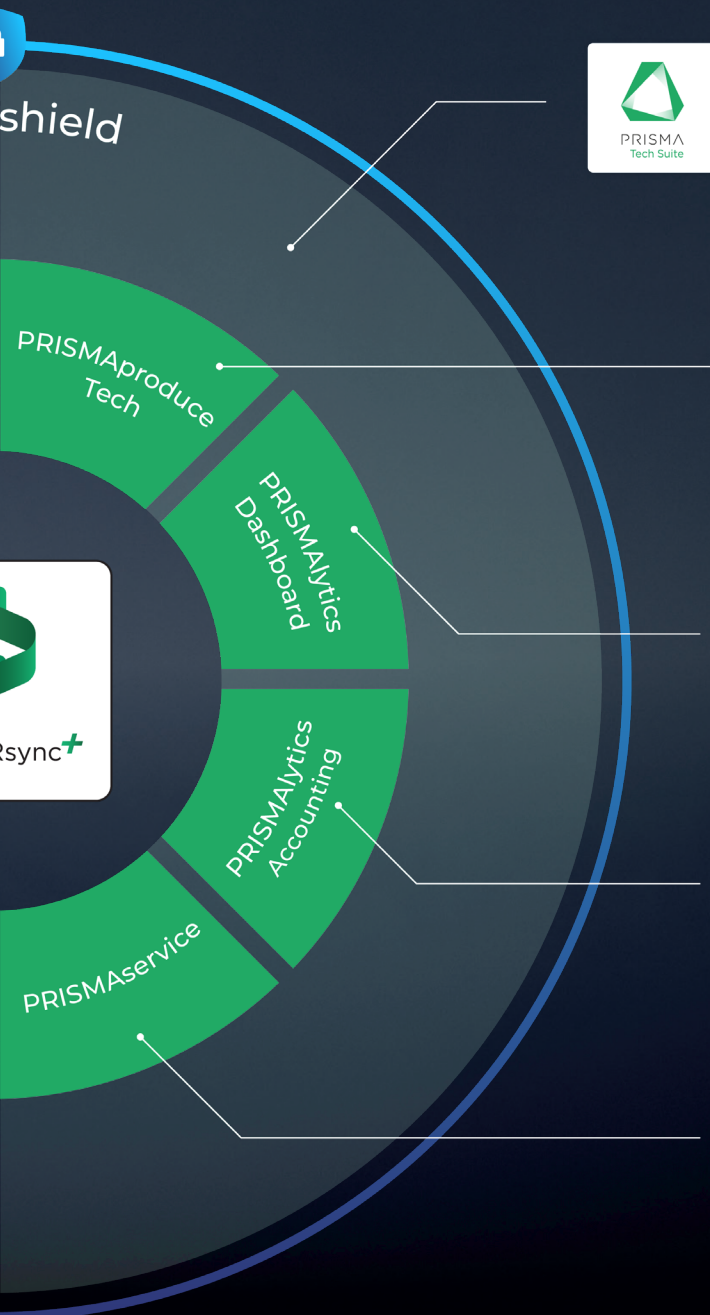 shield
PRISMA
Tech Suite
PRISMAproduce
Tech
PRISMAlytics
Dashboard
Rsync+
PRISMAlytics
Accounting
PRISMAservice